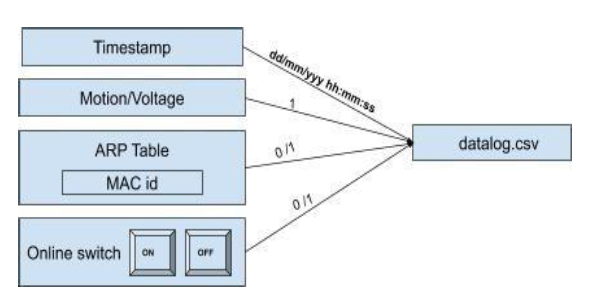 Timestamp
dd/mm/yyy hh:mm:ss
Motion/Voltage
1
ARP Table
MAC id
0 /1
datalog.csv
0 /1
Online switch
ON
OFF